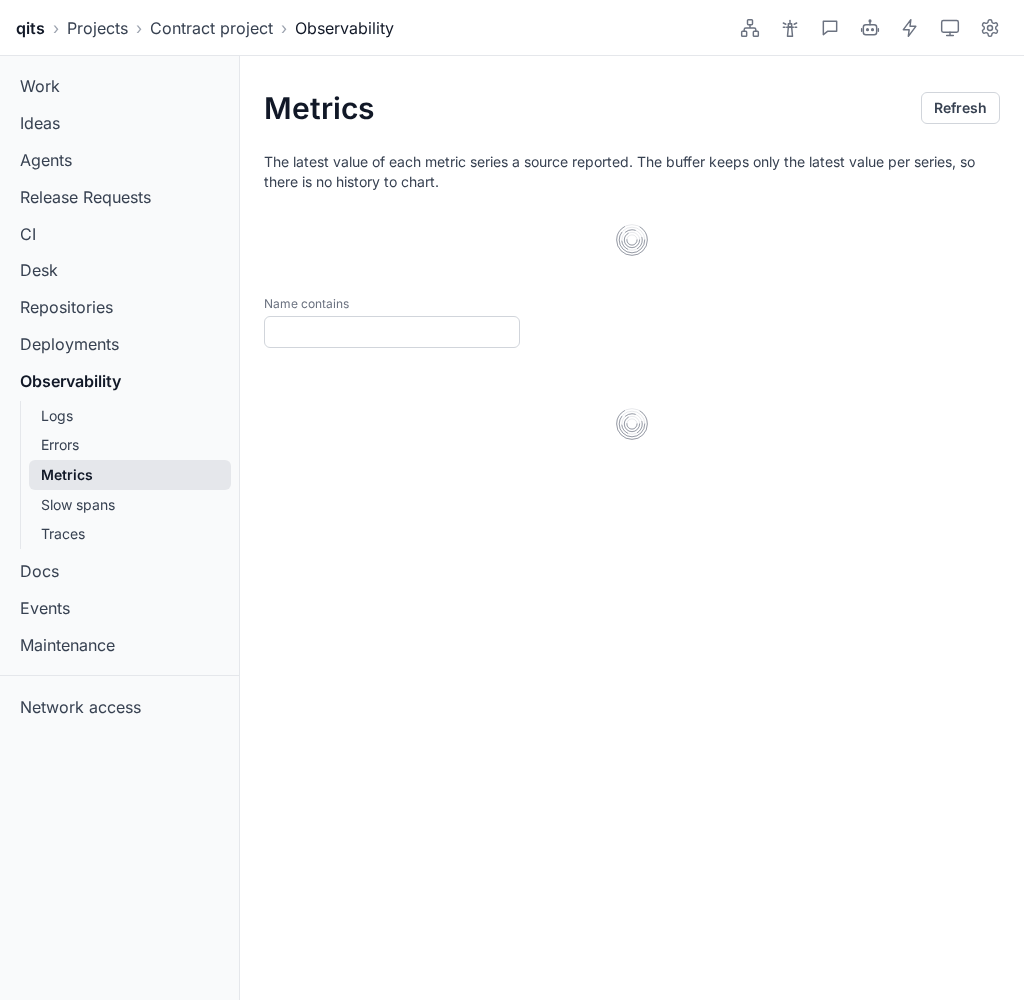 qits › Projects › Contract project › Observability
Work
Ideas
Agents
Release Requests
CI
Desk
Repositories
Deployments
Observability
Logs
Errors
Metrics
Slow spans
Traces
Docs
Events
Maintenance
Network access
Metrics
Refresh
The latest value of each metric series a source reported. The buffer keeps only the latest value per series, so
there is no history to chart.
Name contains